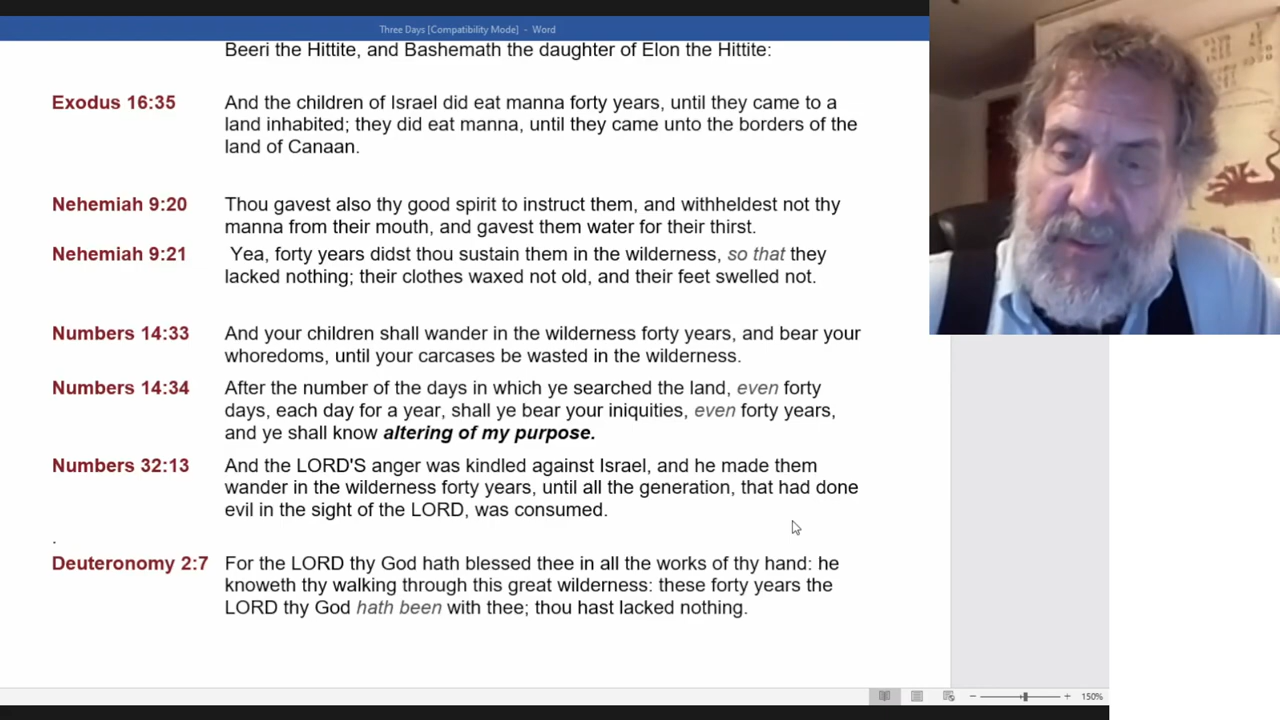 Three Days [Compatibility Mode] - Word
Beeri the Hittite, and Bashemath the daughter of Elon the Hittite:
Exodus 16:35 And the children of Israel did eat manna forty years, until they came to a
land inhabited; they did eat manna, until they came unto the borders of the
land of Canaan.
Nehemiah 9:20 Thou gavest also thy good spirit to instruct them, and withheldest not thy
manna from their mouth, and gavest them water for their thirst.
Nehemiah 9:21 Yea, forty years didst thou sustain them in the wilderness, so that they
lacked nothing; their clothes waxed not old, and their feet swelled not.
Numbers 14:33 And your children shall wander in the wilderness forty years, and bear your
whoredoms, until your carcases be wasted in the wilderness.
Numbers 14:34 After the number of the days in which ye searched the land, even forty
days, each day for a year, shall ye bear your iniquities, even forty years,
and ye shall know altering of my purpose.
Numbers 32:13 And the LORD'S anger was kindled against Israel, and he made them
wander in the wilderness forty years, until all the generation, that had done
evil in the sight of the LORD, was consumed.
.
Deuteronomy 2:7 For the LORD thy God hath blessed thee in all the works of thy hand: he
knoweth thy walking through this great wilderness: these forty years the
LORD thy God hath been with thee; thou hast lacked nothing.
150%